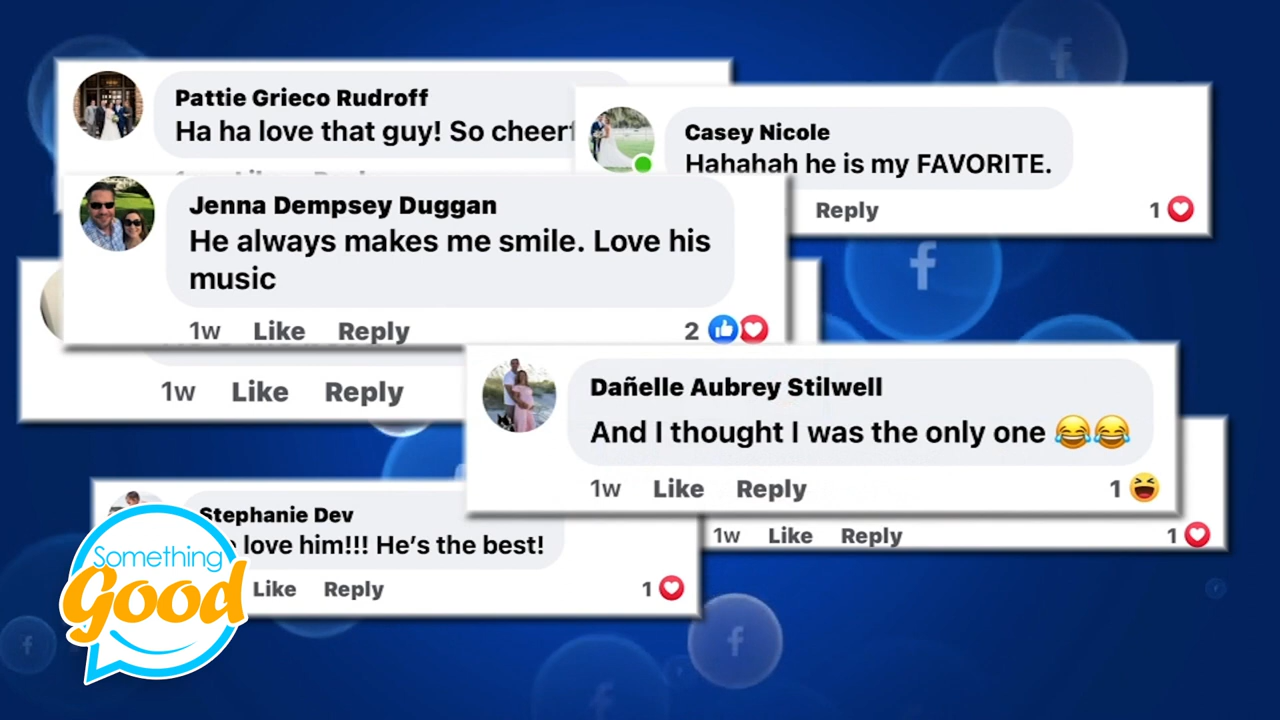 Pattie Grieco Rudroff
Ha ha love that guy! So
Casey Nicole
Hahahah he is my FAVORITE.
Reply
1
Jenna Dempsey Duggan
He always makes me smile. Love his
music
1w Like Reply
2
1w Like Reply
Dañelle Aubrey Stilwell
And I thought I was the only one 😂😂
1w Like Reply
1
1w Like Reply
1
Stephanie Dev
love him!!! He's the best!
Like Reply
1
Something
Good